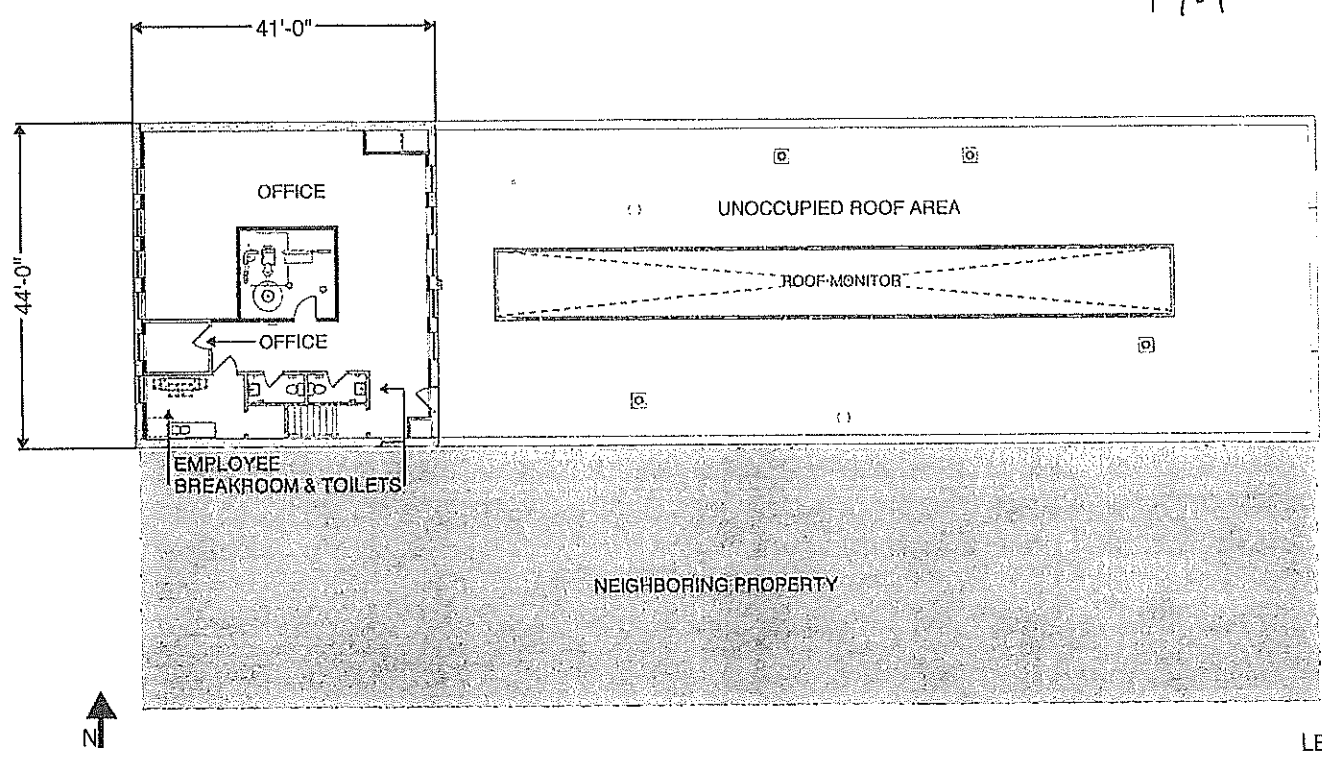 41'-0"
44'-0"
OFFICE
UNOCCUPIED ROOF AREA
ROOF MONITOR
OFFICE
EMPLOYEE
BREAKROOM & TOILETS
NEIGHBORING PROPERTY
N
LE